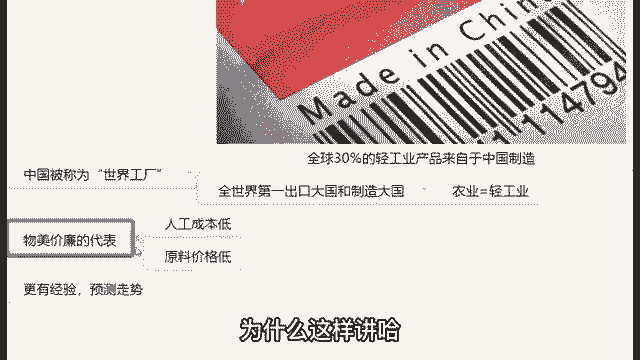 Made in Chin
11114794
全球30%的轻工业产品来自于中国制造
中国被称为“世界工厂”
全世界第一出口大国和制造大国
农业=轻工业
人工成本低
物美价廉的代表
原料价格低
更有经验，预测走势
为什么这样讲哈